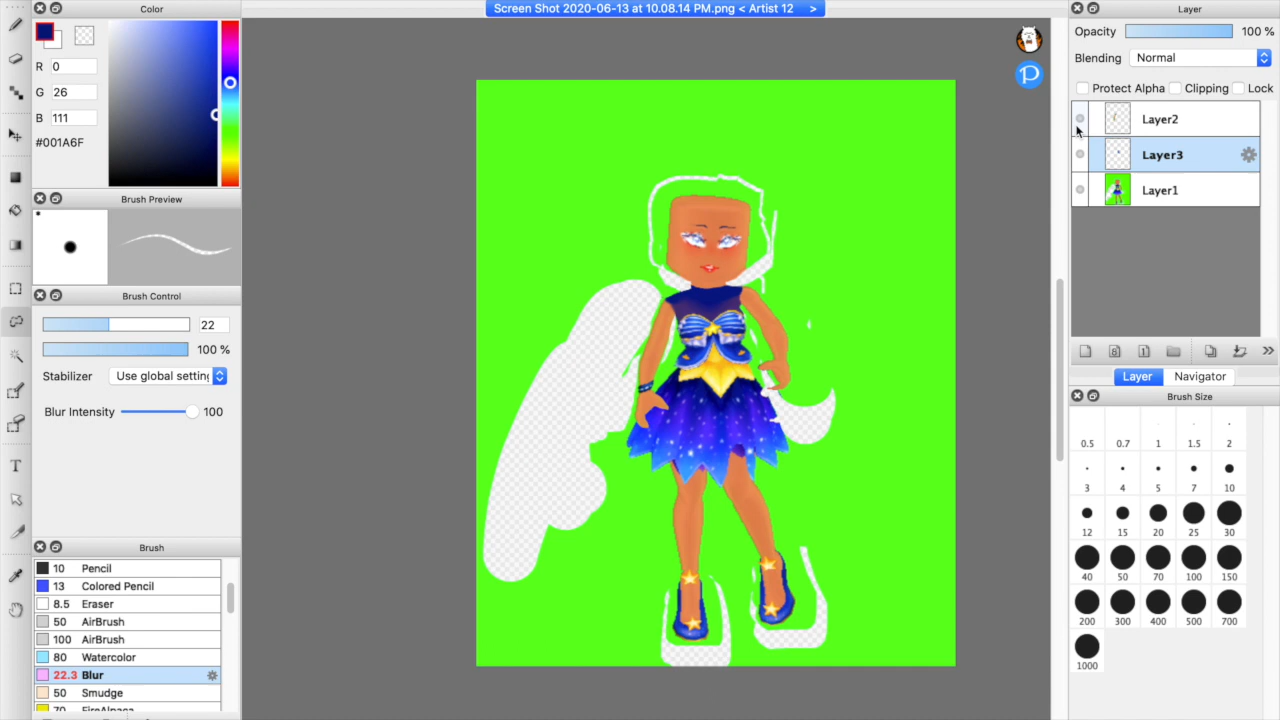 Color
Screen Shot 2020-06-13 at 10.08.14 PM.png < Artist 12 >
Layer
R 0
G 26
B 111
#001A6F
Opacity 100 %
Blending Normal
Protect Alpha Clipping Lock
Layer2
Layer3
Layer1
Brush Preview
Brush Control
22
100 %
Stabilizer Use global settin
Blur Intensity 100
Layer Navigator
Brush Size
0.5 0.7 1 1.5 2
3 4 5 7 10
12 15 20 25 30
40 50 70 100 150
200 300 400 500 700
1000
Brush
10 Pencil
13 Colored Pencil
8.5 Eraser
50 AirBrush
100 AirBrush
80 Watercolor
22.3 Blur
50 Smudge
70 FireAlpaca